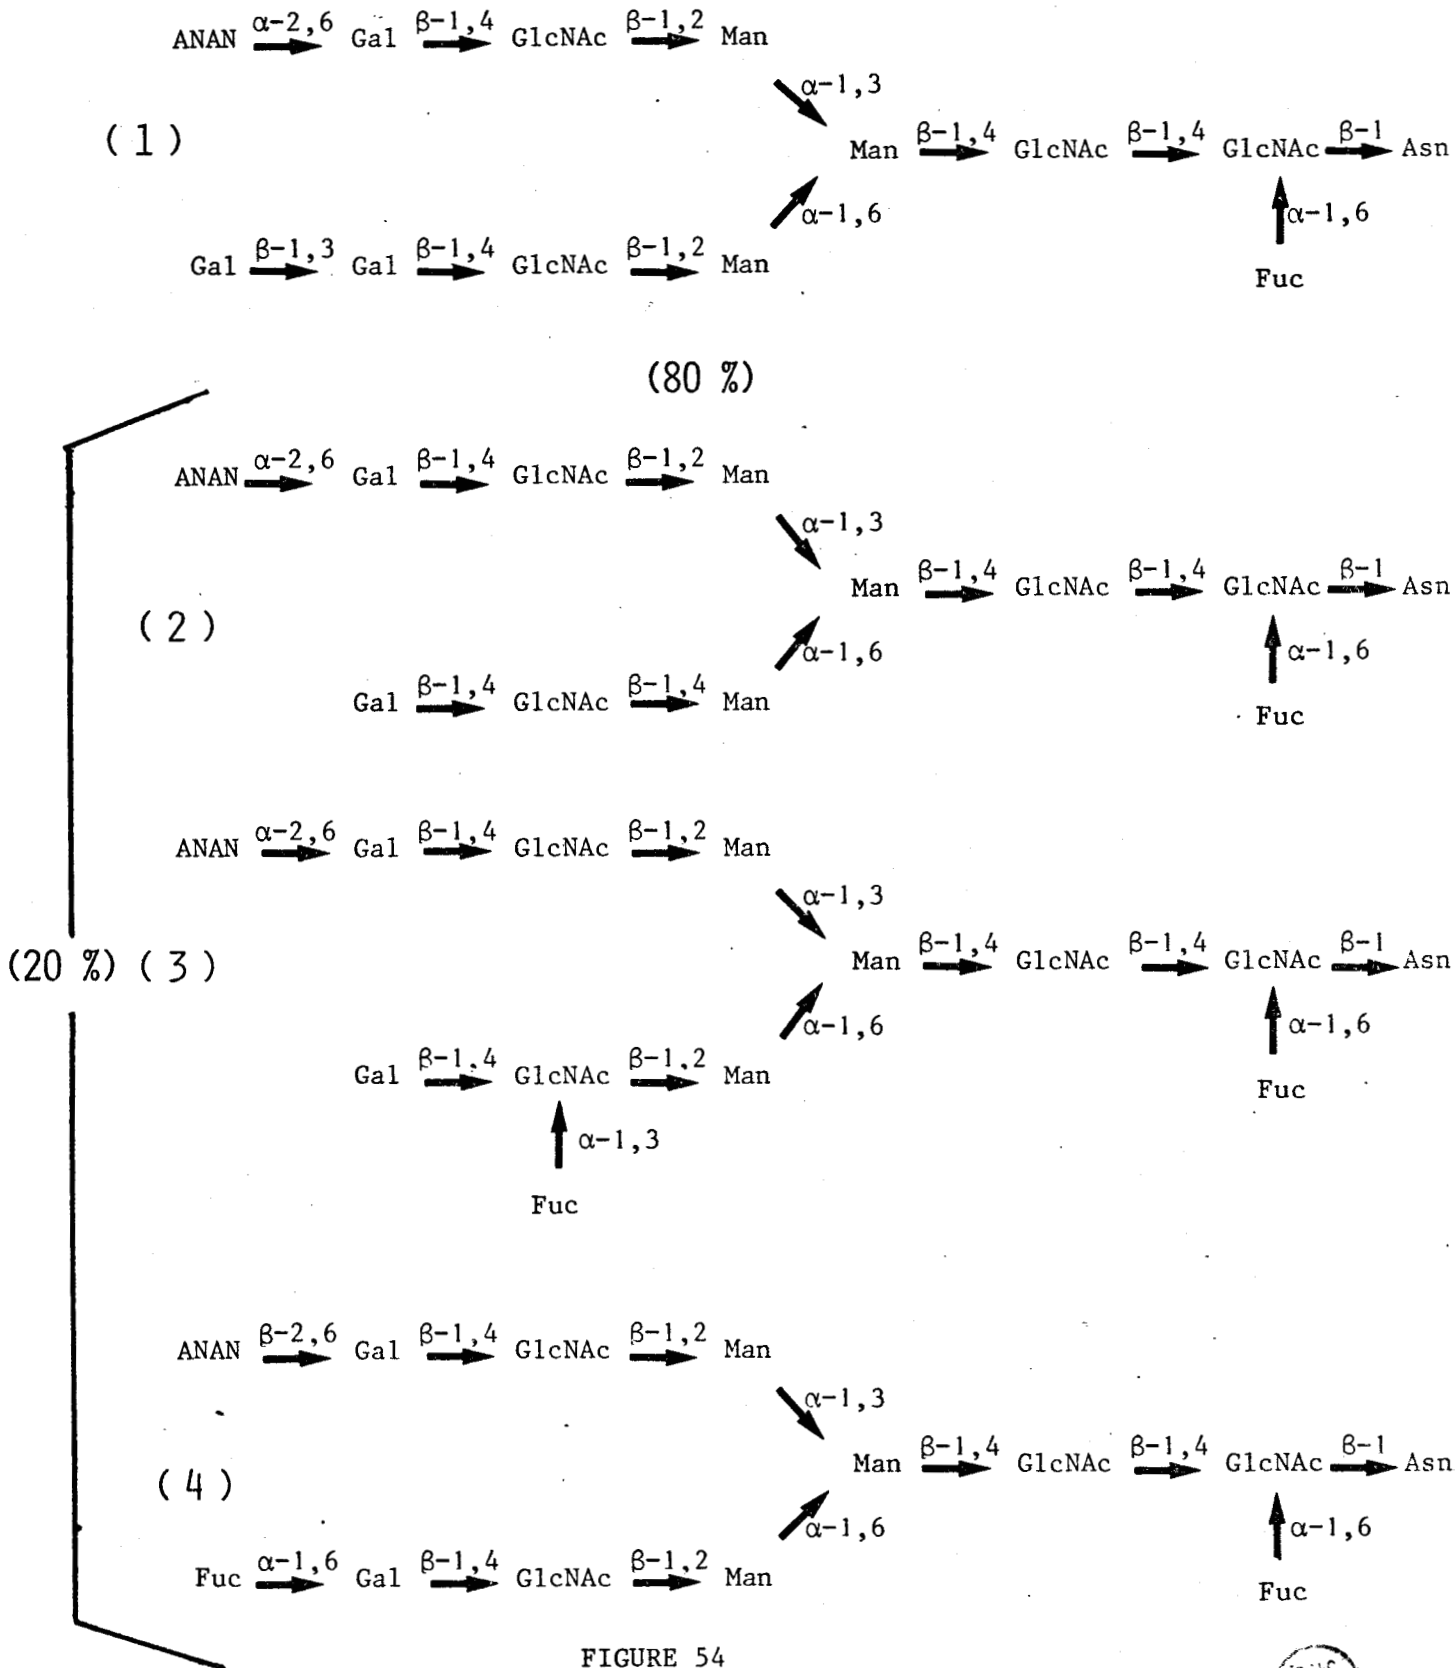 ANAN α-2,6 Gal β-1,4 GlcNAc β-1,2 Man
α-1,3
(1)
Man β-1,4 GlcNAc β-1,4 GlcNAc β-1 Asn
α-1,6 α-1,6
Gal β-1,3 Gal β-1,4 GlcNAc β-1,2 Man
Fuc
(80 %)
ANAN α-2,6 Gal β-1,4 GlcNAc β-1,2 Man
α-1,3
Man β-1,4 GlcNAc β-1,4 GlcNAc β-1 Asn
(2)
α-1,6 α-1,6
Gal β-1,4 GlcNAc β-1,4 Man
Fuc
ANAN α-2,6 Gal β-1,4 GlcNAc β-1,2 Man
α-1,3
(20 %) (3) Man β-1,4 GlcNAc β-1,4 GlcNAc β-1 Asn
α-1,6 α-1,6
Gal β-1,4 GlcNAc β-1,2 Man
Fuc
α-1,3
Fuc
ANAN β-2,6 Gal β-1,4 GlcNAc β-1,2 Man
α-1,3
Man β-1,4 GlcNAc β-1,4 GlcNAc β-1 Asn
(4)
α-1,6 α-1,6
Fuc α-1,6 Gal β-1,4 GlcNAc β-1,2 Man
Fuc
FIGURE 54